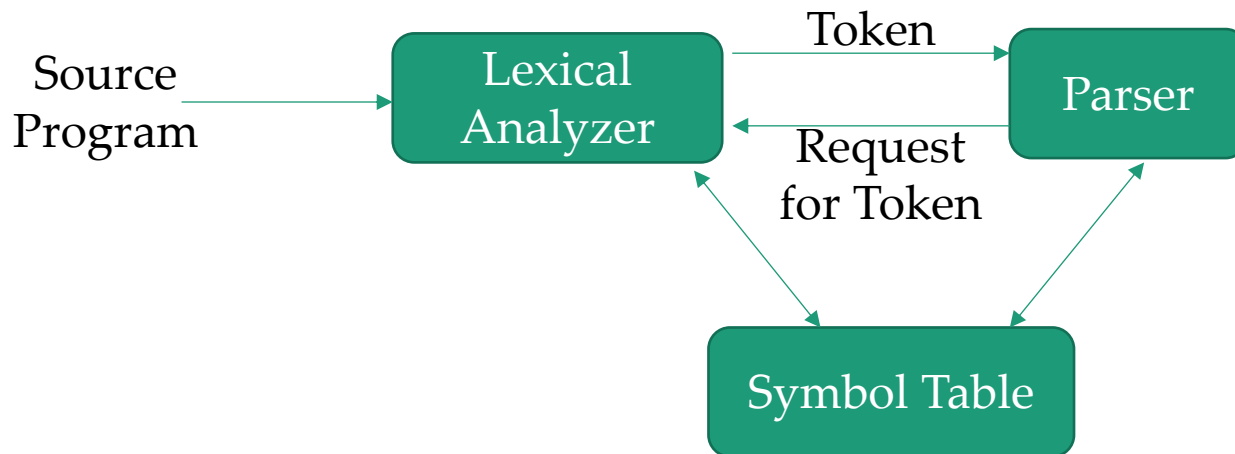 Source
Program
Lexical
Analyzer
Token
Request
for Token
Parser
Symbol Table